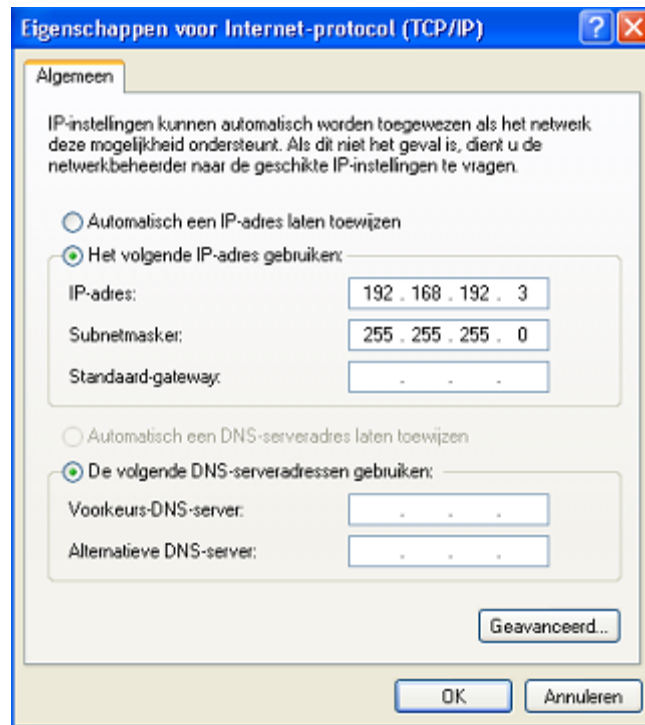 Eigenschappen voor Internet-protocol (TCP/IP)
Algemeen
IP-instellingen kunnen automatisch worden toegewezen als het netwerk
deze mogelijkheid ondersteunt. Als dit niet het geval is, dient u de
netwerkbeheerder naar de geschikte IP-instellingen te vragen.
Automatisch een IP-adres laten toewijzen
Het volgende IP-adres gebruiken:
IP-adres: 192 . 168 . 192 . 3
Subnetmasker: 255 . 255 . 255 . 0
Standaard-gateway: . . .
Automatisch een DNS-serveradres laten toewijzen
De volgende DNS-serveradressen gebruiken:
Voorkeurs-DNS-server: . . .
Alternatieve DNS-server: . . .
Geavanceerd...
OK Annuleren